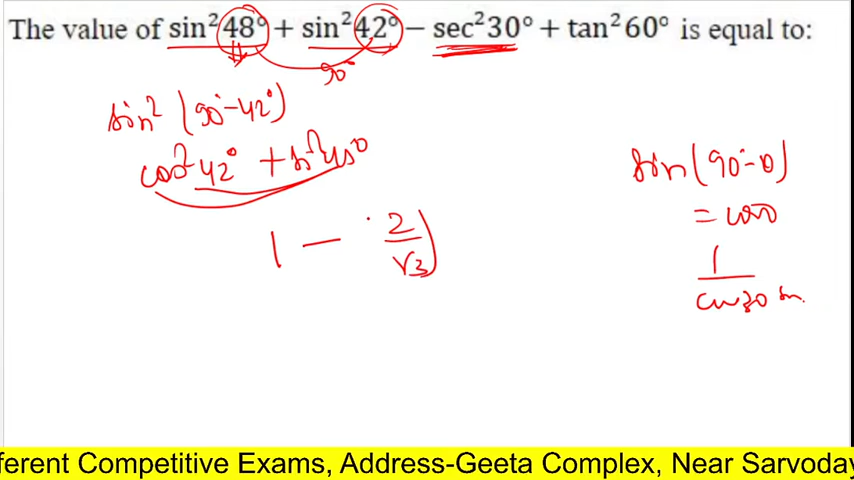 The value of sin²48° + sin²42° − sec²30° + tan²60° is equal to:
90°
sin² (90°-42°)
cos²42° + sin²42°
sin(90°-θ)
= cosθ
1 — 2/√3)
1/cos30
fferent Competitive Exams, Address-Geeta Complex, Near Sarvoday